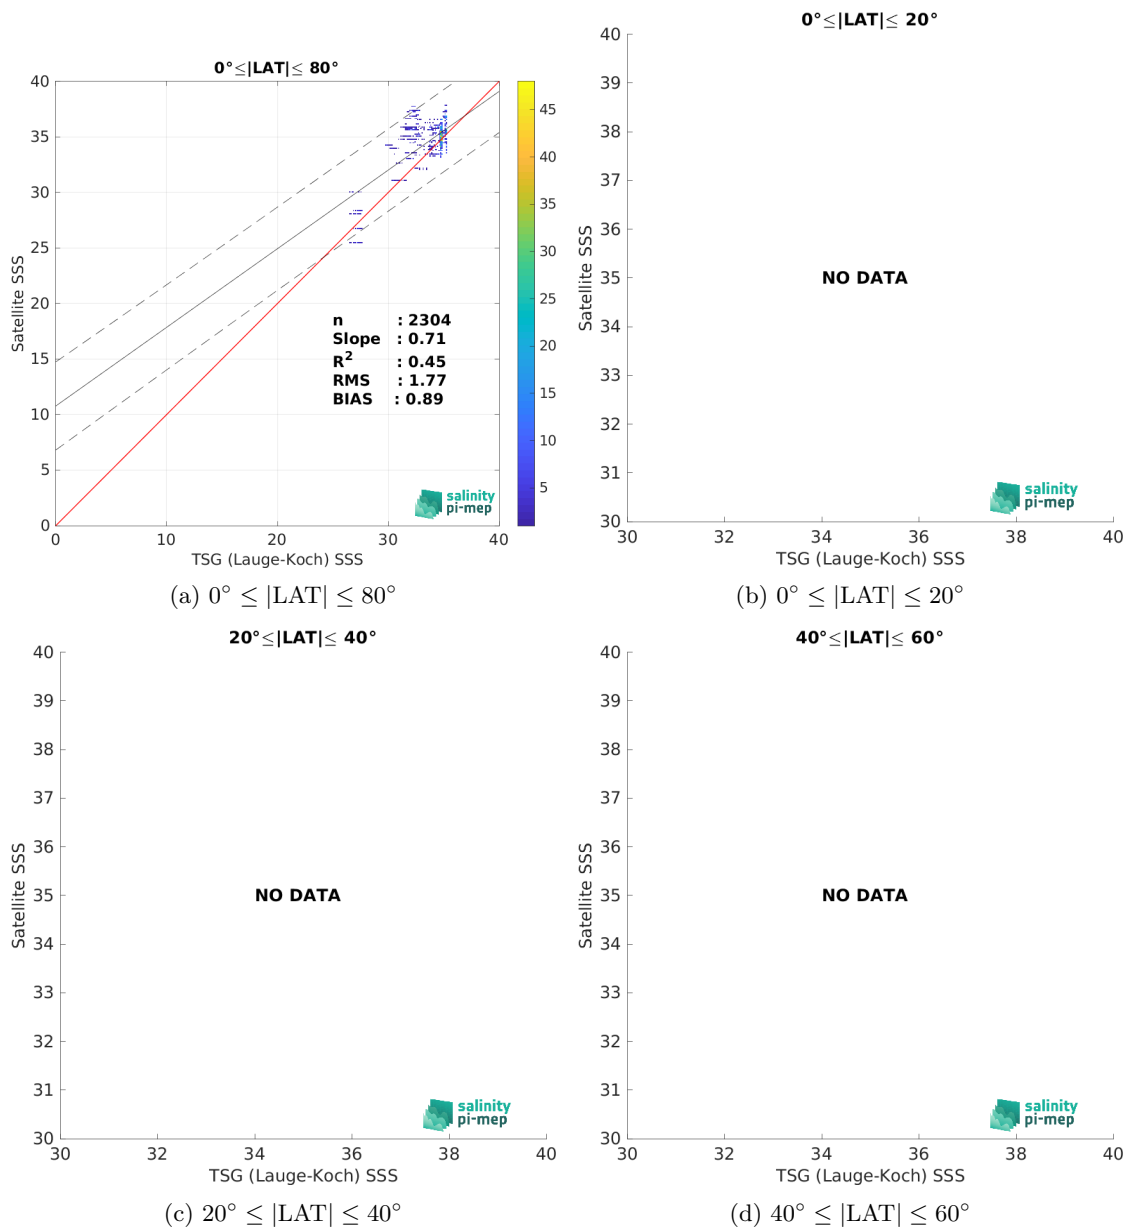 0°≤|LAT|≤ 80°
40
35
30
25
20
15
10
5
0
0
10
20
30
40
Satellite SSS
TSG (Lauge-Koch) SSS
n : 2304
Slope : 0.71
R² : 0.45
RMS : 1.77
BIAS : 0.89
45
40
35
30
25
20
15
10
5
salinity
pi-mep
(a) 0° ≤ |LAT| ≤ 80°
0°≤|LAT|≤ 20°
40
39
38
37
36
35
34
33
32
31
30
30
32
34
36
38
40
Satellite SSS
TSG (Lauge-Koch) SSS
NO DATA
salinity
pi-mep
(b) 0° ≤ |LAT| ≤ 20°
20°≤|LAT|≤ 40°
40
39
38
37
36
35
34
33
32
31
30
30
32
34
36
38
40
Satellite SSS
TSG (Lauge-Koch) SSS
NO DATA
salinity
pi-mep
(c) 20° ≤ |LAT| ≤ 40°
40°≤|LAT|≤ 60°
40
39
38
37
36
35
34
33
32
31
30
30
32
34
36
38
40
Satellite SSS
TSG (Lauge-Koch) SSS
NO DATA
salinity
pi-mep
(d) 40° ≤ |LAT| ≤ 60°